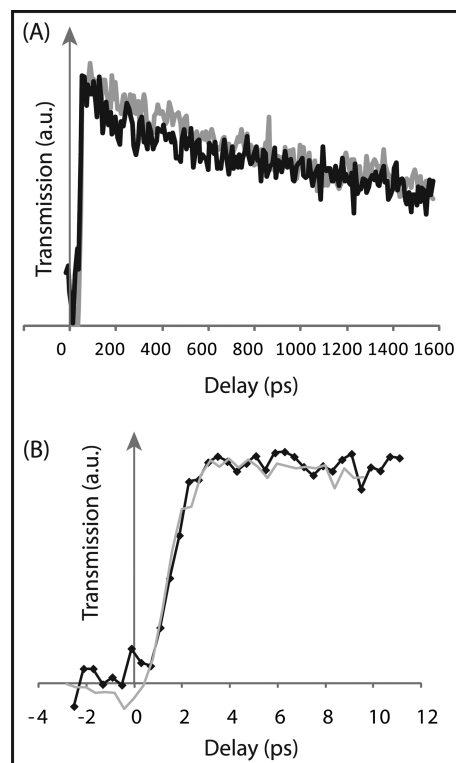 (A)
Transmission (a.u.)
0 200 400 600 800 1000 1200 1400 1600
Delay (ps)
(B)
Transmission (a.u.)
-4 -2 0 2 4 6 8 10 12
Delay (ps)